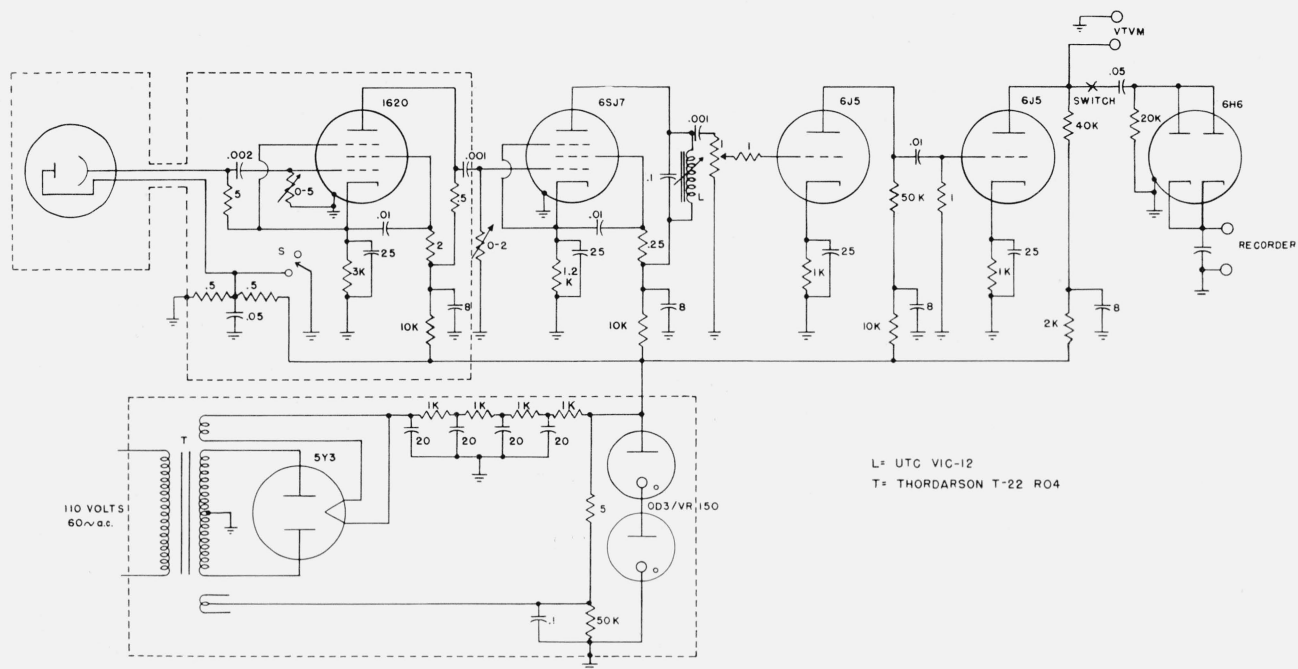 VTVM
1620
6SJ7
6J5
6J5
.05
SWITCH
6H6
.002
.001
.001
1
1
.01
40K
20K
.5
0-5
.5
.1
L
50K
1
.01
.01
25
2
0-2
25
.25
25
25
RECORDER
S
3K
1.2
K
1K
1K
.5
.5
.05
8
8
8
8
10K
10K
10K
2K
1K
1K
1K
1K
T
5Y3
20
20
20
20
L= UTC VIC-12
T= THORDARSON T-22 R04
110 VOLTS
60~a.c.
5
OD3/VR 150
.1
50K